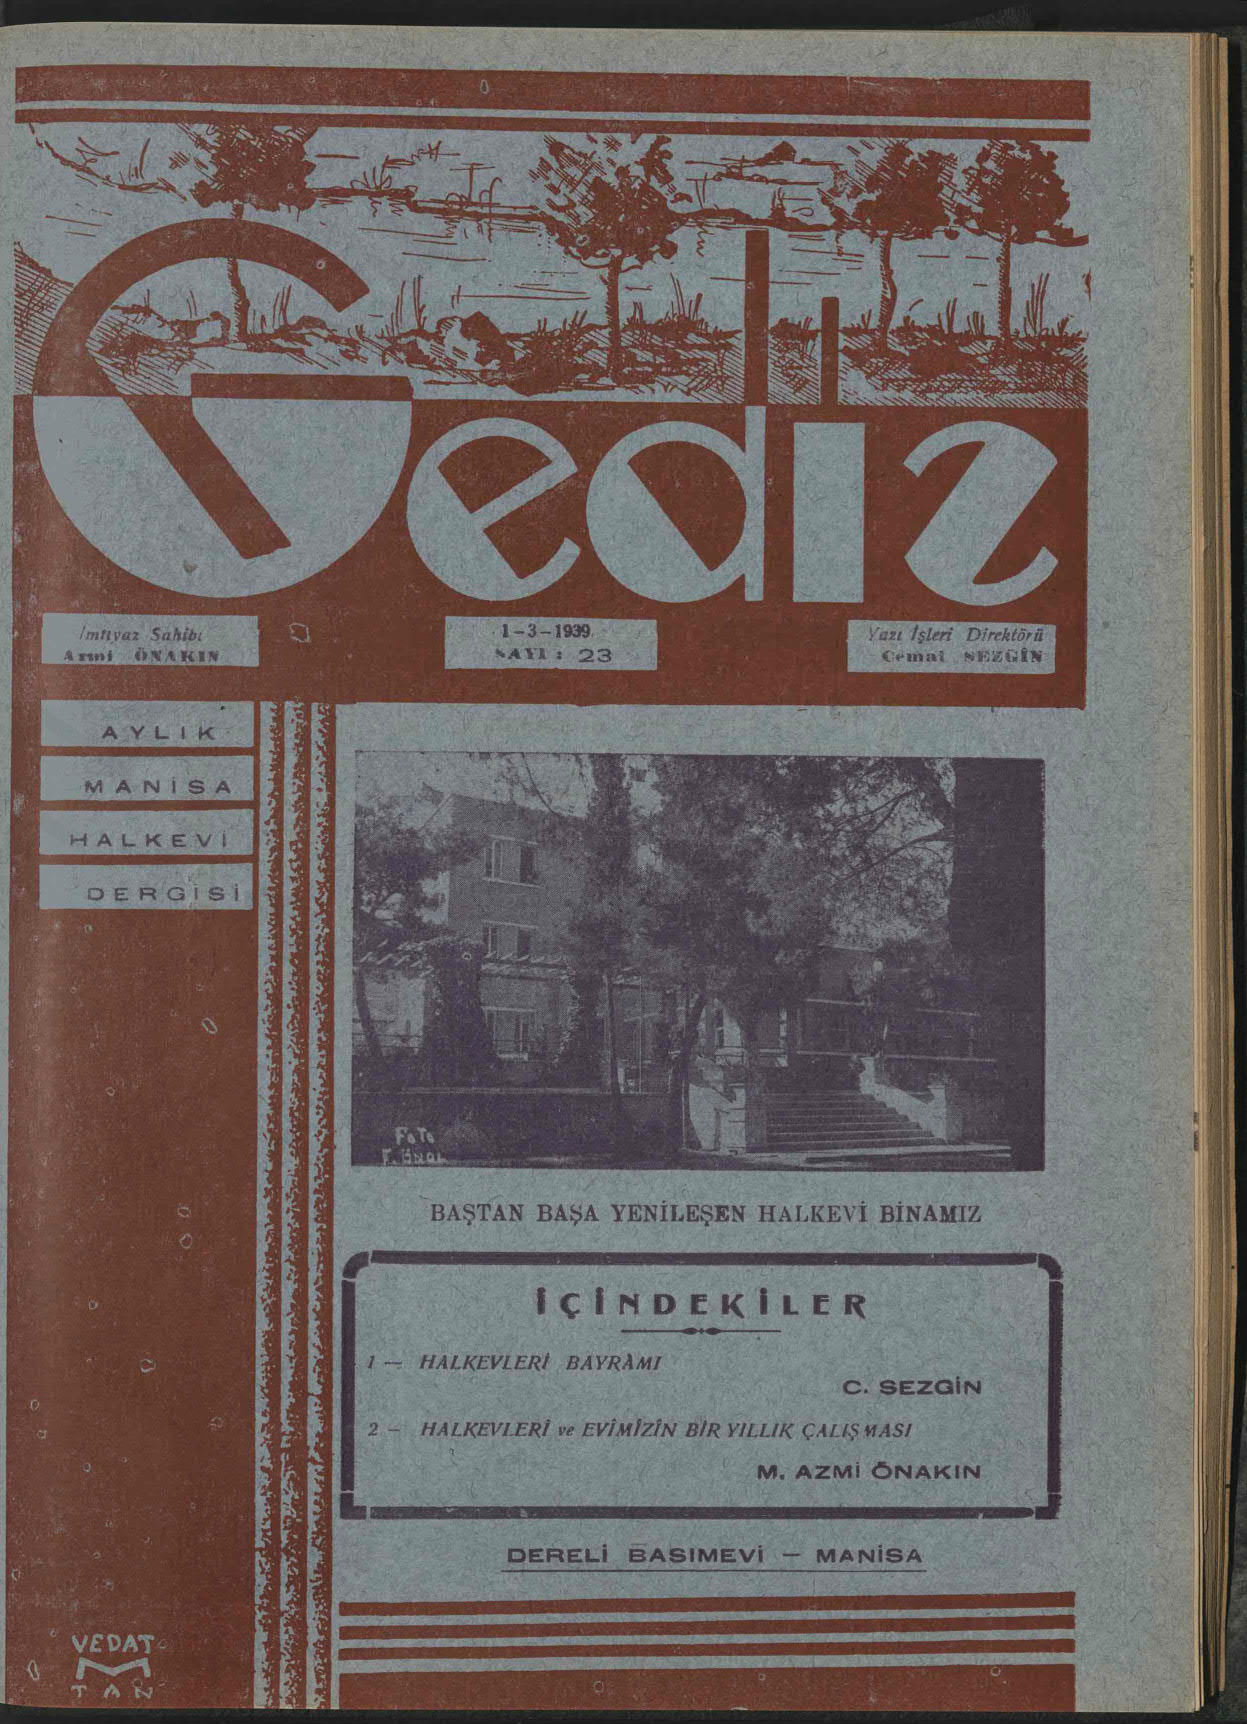 Gediz
İmtiyaz Sahibi
Azmi ÖNAKIN
1-3-1939
SAYI : 23
Yazı İşleri Direktörü
Cemal SEZGİN
AYLIK
MANİSA
HALKEVİ
DERGİSİ
FoTo
F. ÖNOL
BAŞTAN BAŞA YENİLEŞEN HALKEVİ BİNAMIZ
İÇİNDEKİLER
1 — HALKEVLERİ BAYRAMI
C. SEZGİN
2 — HALKEVLERİ ve EVİMİZİN BİR YILLIK ÇALIŞMASI
M. AZMİ ÖNAKIN
DERELİ BASIMEVİ — MANİSA
VEDAT
TAN